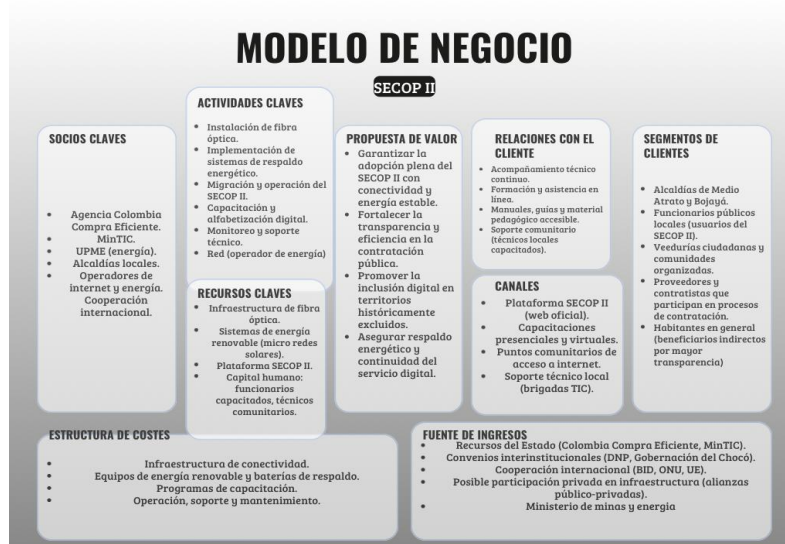 MODELO DE NEGOCIO
SECOP II
SOCIOS CLAVES
• Agencia Colombia
Compra Eficiente.
• MinTIC.
• UPME (energía).
• Alcaldías locales.
• Operadores de
internet y energía.
Cooperación
internacional.
ACTIVIDADES CLAVES
• Instalación de fibra
óptica.
• Implementación de
sistemas de respaldo
energético.
• Migración y operación del
SECOP II.
• Capacitación y
alfabetización digital.
• Monitoreo y soporte
técnico.
• Red (operador de energía)
RECURSOS CLAVES
• Infraestructura de fibra
óptica.
• Sistemas de energía
renovable (micro redes
solares).
• Plataforma SECOP II.
• Capital humano:
funcionarios
capacitados, técnicos
comunitarios.
PROPUESTA DE VALOR
• Garantizar la
adopción plena del
SECOP II con
conectividad y
energía estable.
• Fortalecer la
transparencia y
eficiencia en la
contratación
pública.
• Promover la
inclusión digital en
territorios
históricamente
excluidos.
• Asegurar respaldo
energético y
continuidad del
servicio digital.
RELACIONES CON EL
CLIENTE
• Acompañamiento técnico
continuo.
• Formación y asistencia en
línea.
• Manuales, guías y material
pedagógico accesible.
• Soporte comunitario
(técnicos locales
capacitados).
CANALES
• Plataforma SECOP II
(web oficial).
• Capacitaciones
presenciales y virtuales.
• Puntos comunitarios de
acceso a internet.
• Soporte técnico local
(brigadas TIC).
SEGMENTOS DE
CLIENTES
• Alcaldías de Medio
Atrato y Bojayá.
• Funcionarios públicos
locales (usuarios del
SECOP II).
• Veedurías ciudadanas y
comunidades
organizadas.
• Proveedores y
contratistas que
participan en procesos
de contratación.
• Habitantes en general
(beneficiarios indirectos
por mayor
transparencia)
ESTRUCTURA DE COSTES
• Infraestructura de conectividad.
• Equipos de energía renovable y baterías de respaldo.
• Programas de capacitación.
• Operación, soporte y mantenimiento.
FUENTE DE INGRESOS
• Recursos del Estado (Colombia Compra Eficiente, MinTIC).
• Convenios interinstitucionales (DNP, Gobernación del Chocó).
• Cooperación internacional (BID, ONU, UE).
• Posible participación privada en infraestructura (alianzas
público-privadas).
• Ministerio de minas y energia